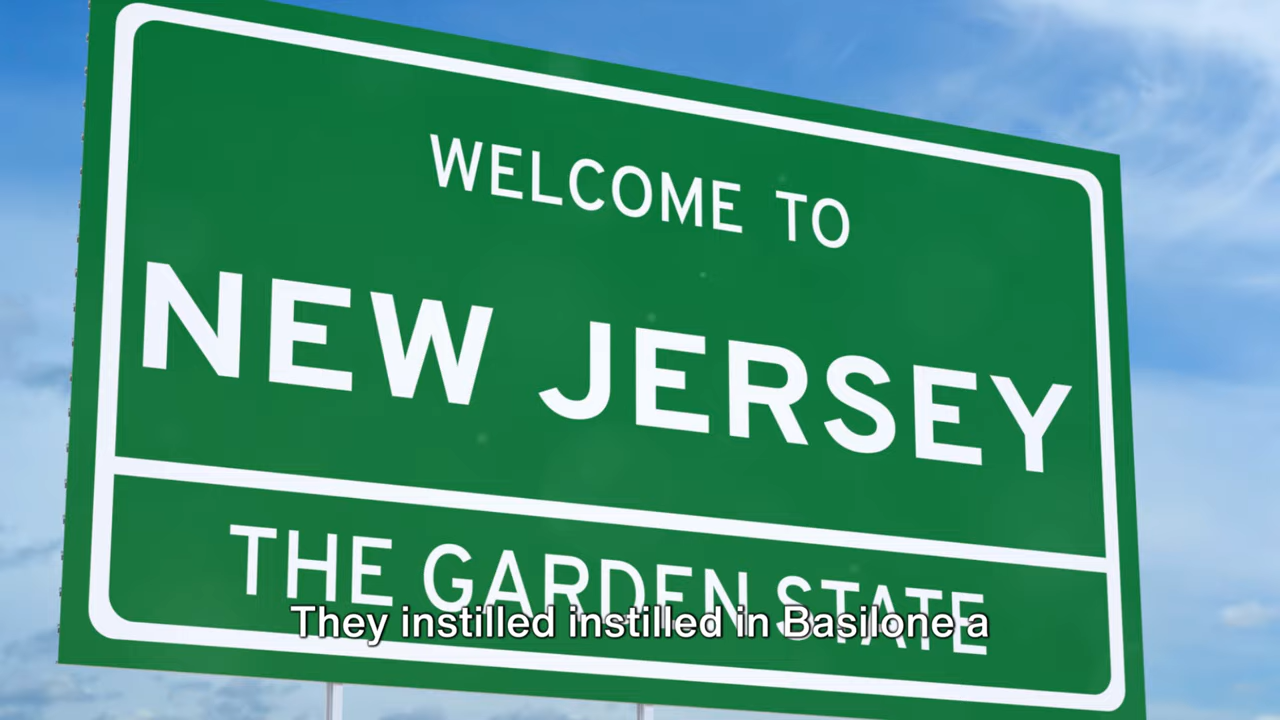 WELCOME TO
NEW JERSEY
THE GARDEN STATE
They instilled instilled in Basilone a